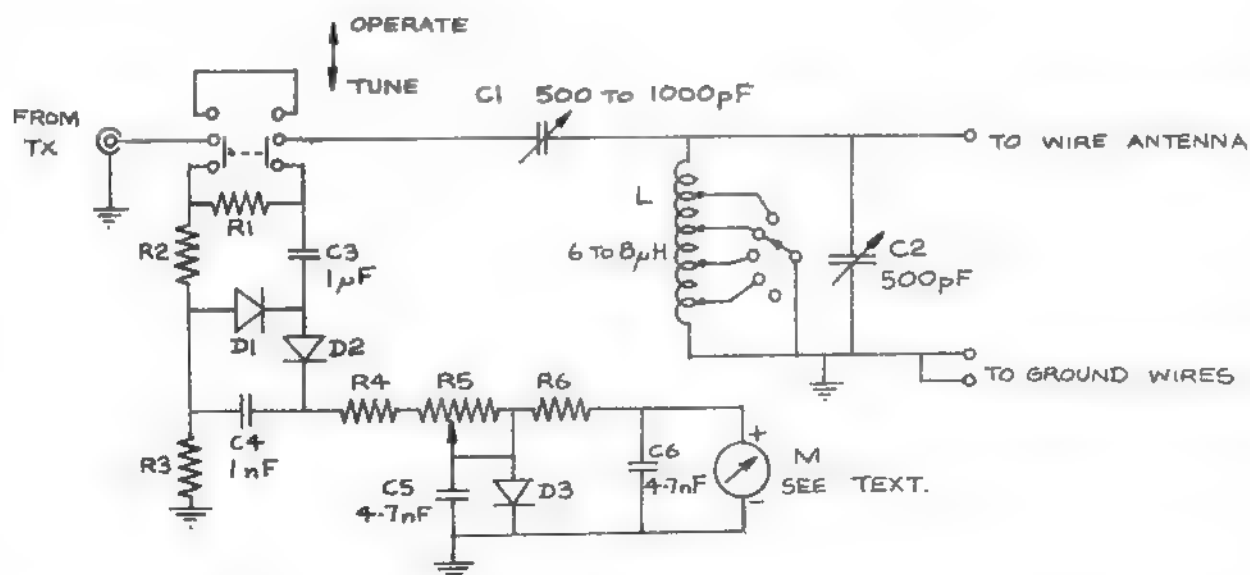 OPERATE
TUNE
FROM
TX
C1 500 TO 1000pF
TO WIRE ANTENNA
R1
R2
C3
1µF
L
6 TO 8µH
C2
500pF
D1
D2
R4
R5
R6
TO GROUND WIRES
R3
C4
1nF
C5
4·7nF
D3
C6
4·7nF
+
M
SEE TEXT.
-